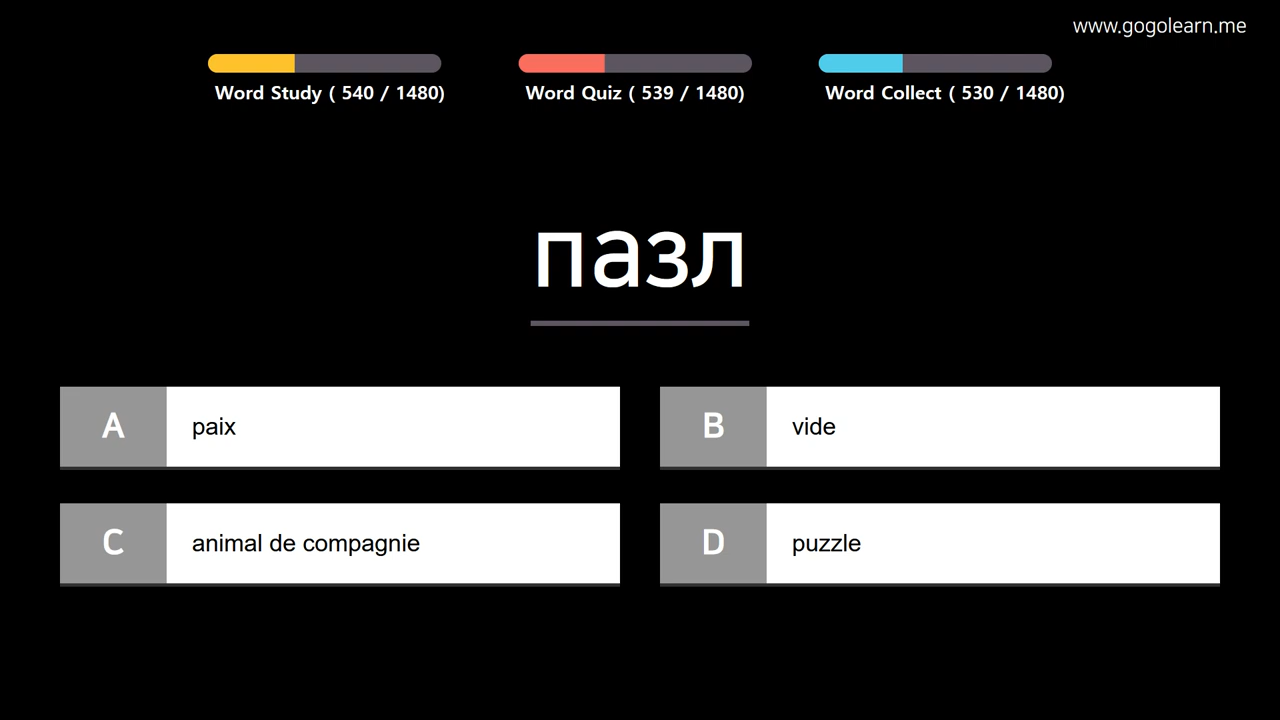 www.gogolearn.me
Word Study ( 540 / 1480)
Word Quiz ( 539 / 1480)
Word Collect ( 530 / 1480)
пазл
A paix
B vide
C animal de compagnie
D puzzle